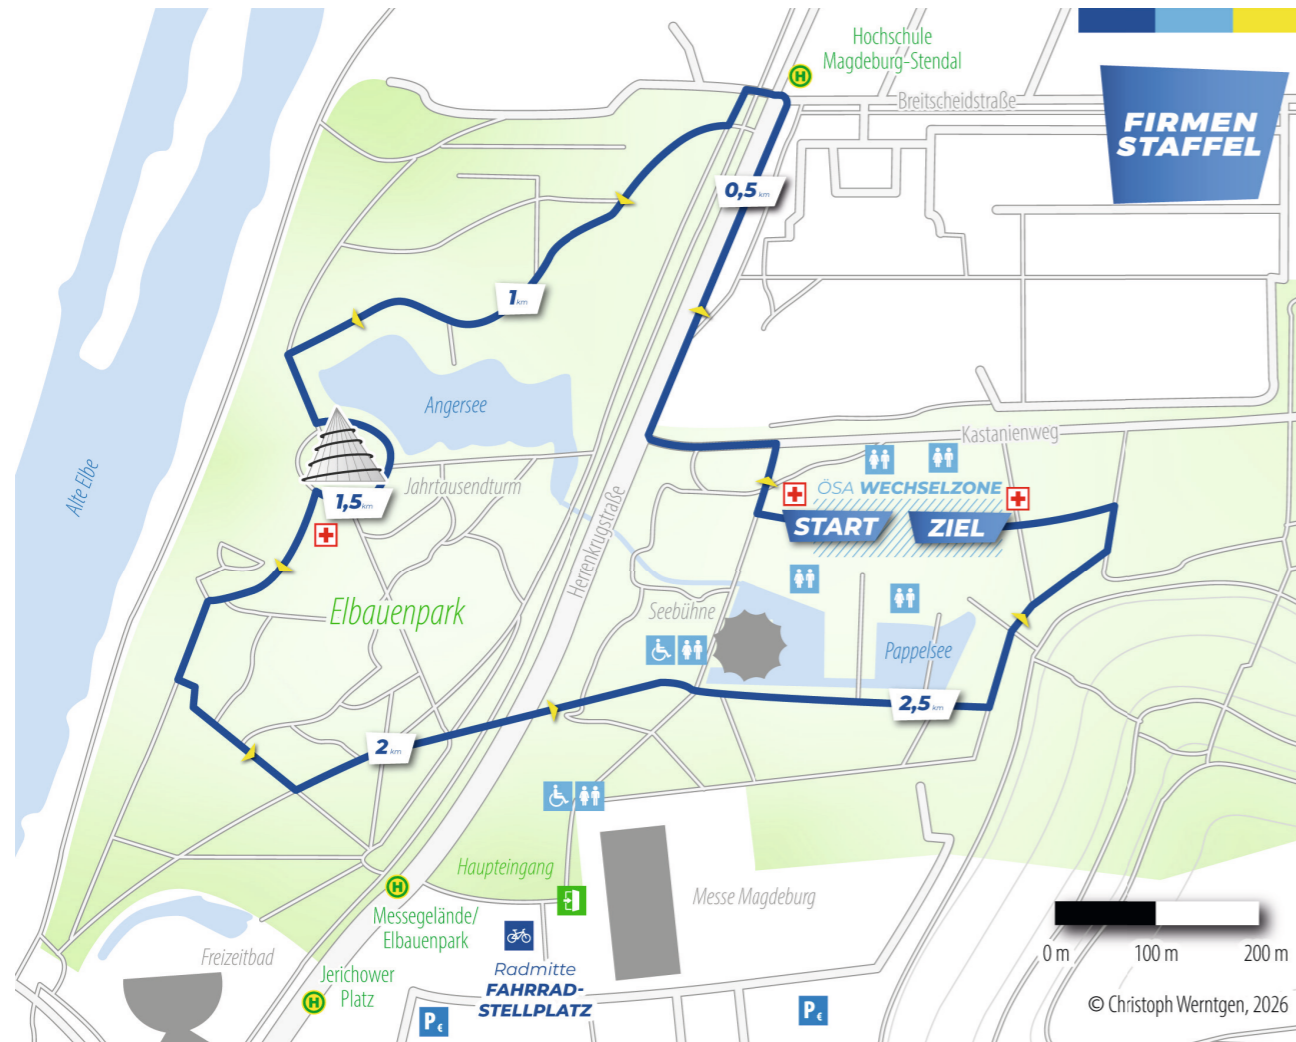 Hochschule
Magdeburg-Stendal
H
Breitscheidstraße
FIRMEN
STAFFEL
0,5 km
1 km
Angersee
Alte Elbe
Kastanienweg
Jahrtausendturm
1,5 km
ÖSA WECHSELZONE
START
ZIEL
Herrenkrugstraße
Elbauenpark
Seebühne
Pappelsee
2,5 km
2 km
Haupteingang
H
Messegelände/
Elbauenpark
Messe Magdeburg
Freizeitbad
Jerichower
Platz
H
Radmitte
FAHRRAD-
STELLPLATZ
P€
P€
0 m 100 m 200 m
© Christoph Werntgen, 2026